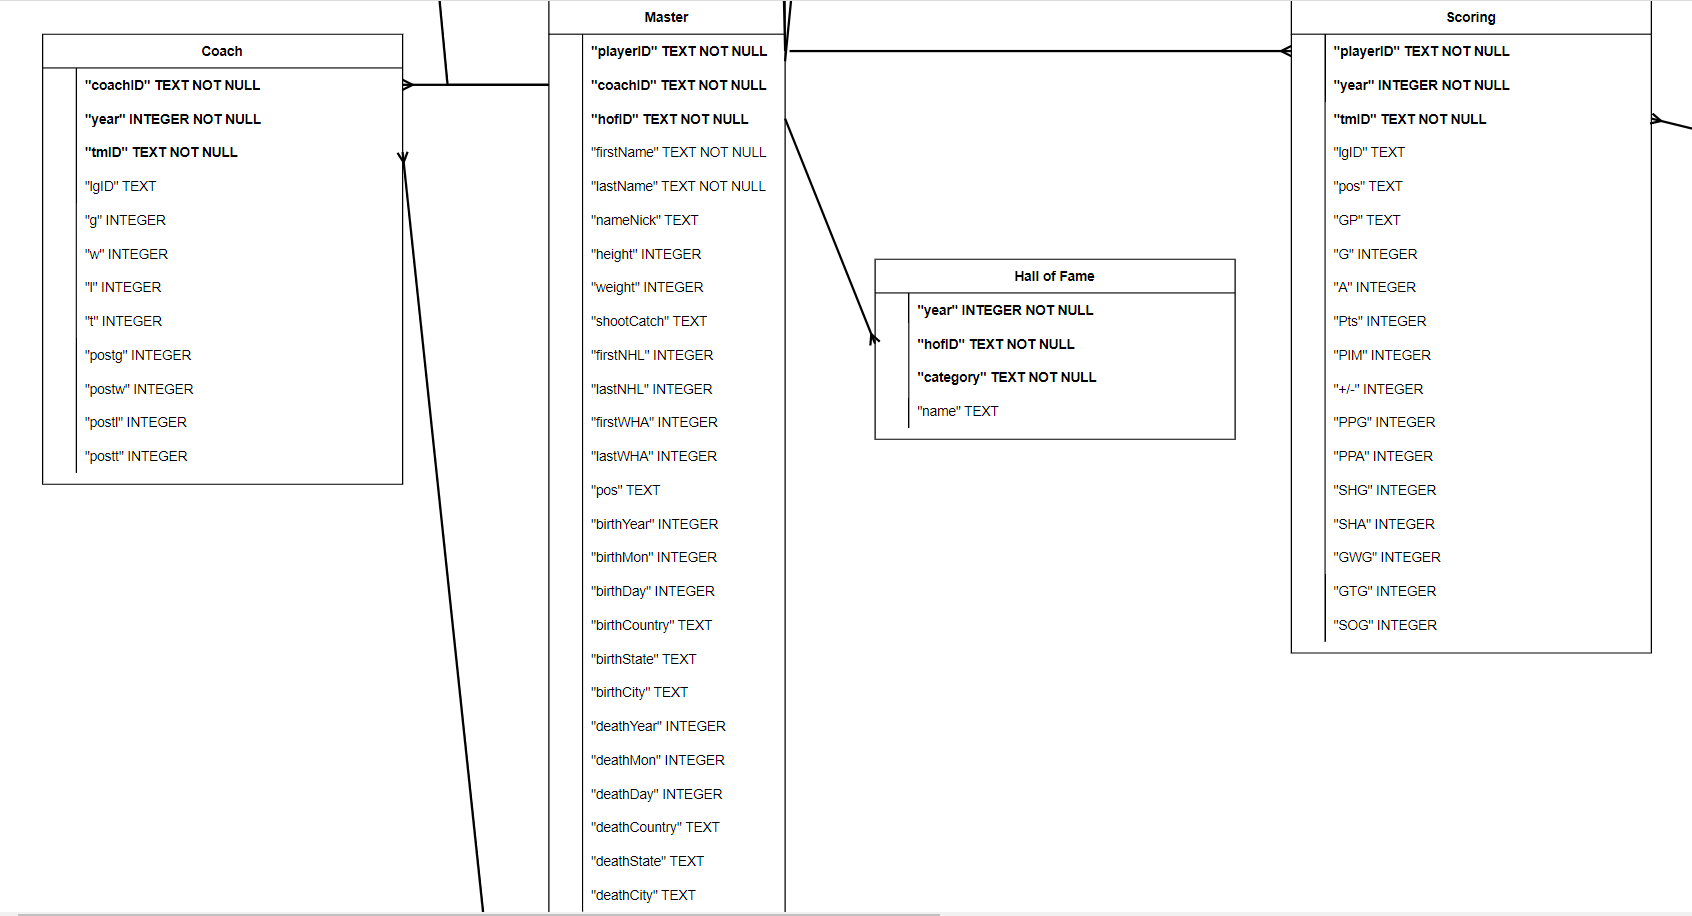 Coach
"coachID" TEXT NOT NULL
"year" INTEGER NOT NULL
"tmID" TEXT NOT NULL
"lgID" TEXT
"g" INTEGER
"w" INTEGER
"l" INTEGER
"t" INTEGER
"postg" INTEGER
"postw" INTEGER
"postl" INTEGER
"postt" INTEGER
Master
"playerID" TEXT NOT NULL
"coachID" TEXT NOT NULL
"hofID" TEXT NOT NULL
"firstName" TEXT NOT NULL
"lastName" TEXT NOT NULL
"nameNick" TEXT
"height" INTEGER
"weight" INTEGER
"shootCatch" TEXT
"firstNHL" INTEGER
"lastNHL" INTEGER
"firstWHA" INTEGER
"lastWHA" INTEGER
"pos" TEXT
"birthYear" INTEGER
"birthMon" INTEGER
"birthDay" INTEGER
"birthCountry" TEXT
"birthState" TEXT
"birthCity" TEXT
"deathYear" INTEGER
"deathMon" INTEGER
"deathDay" INTEGER
"deathCountry" TEXT
"deathState" TEXT
"deathCity" TEXT
Hall of Fame
"year" INTEGER NOT NULL
"hofID" TEXT NOT NULL
"category" TEXT NOT NULL
"name" TEXT
Scoring
"playerID" TEXT NOT NULL
"year" INTEGER NOT NULL
"tmID" TEXT NOT NULL
"lgID" TEXT
"pos" TEXT
"GP" TEXT
"G" INTEGER
"A" INTEGER
"Pts" INTEGER
"PIM" INTEGER
"+/-" INTEGER
"PPG" INTEGER
"PPA" INTEGER
"SHG" INTEGER
"SHA" INTEGER
"GWG" INTEGER
"GTG" INTEGER
"SOG" INTEGER